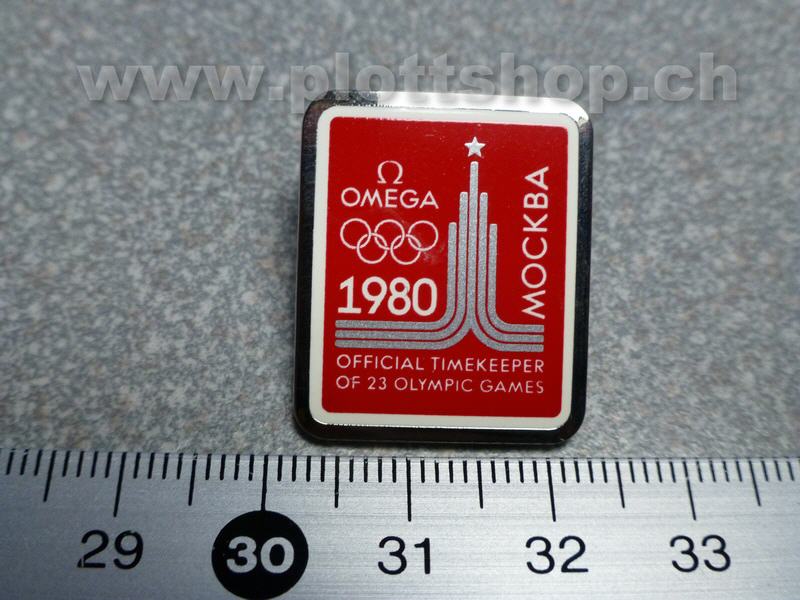 www.plottshop.ch
Ω
OMEGA
1980
МОСКВА
OFFICIAL TIMEKEEPER
OF 23 OLYMPIC GAMES
29 30 31 32 33